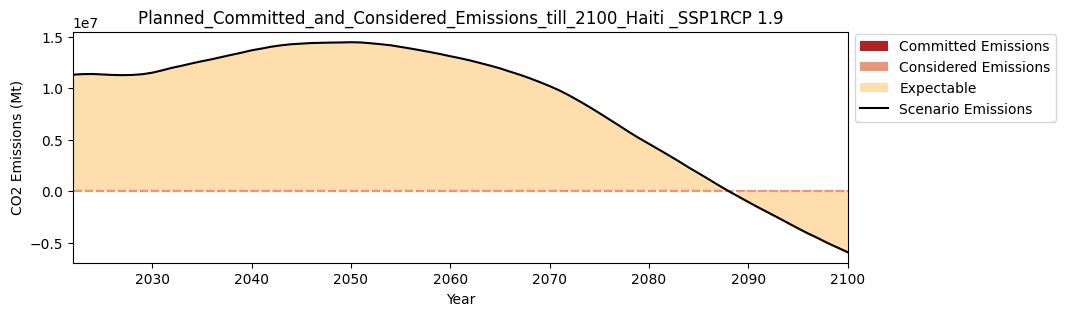 Planned_Committed_and_Considered_Emissions_till_2100_Haiti _SSP1RCP 1.9
1e7
1.5
1.0
0.5
0.0
−0.5
CO2 Emissions (Mt)
2030 2040 2050 2060 2070 2080 2090 2100
Year
Committed Emissions
Considered Emissions
Expectable
Scenario Emissions